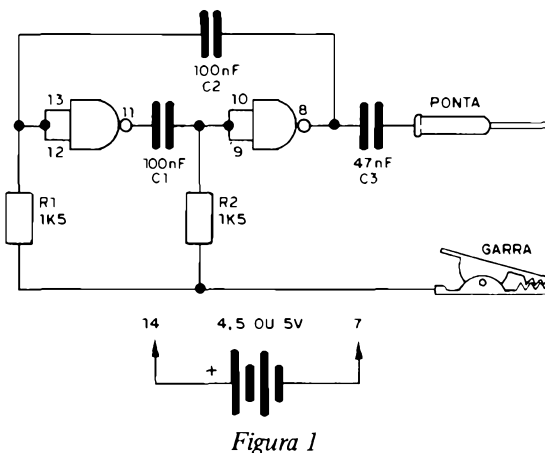 100nF
C2
13
12
11
100nF
C1
10
9
8
47nF
C3
PONTA
R1
1K5
R2
1K5
GARRA
14
4,5 OU 5V
7
+
Figura 1